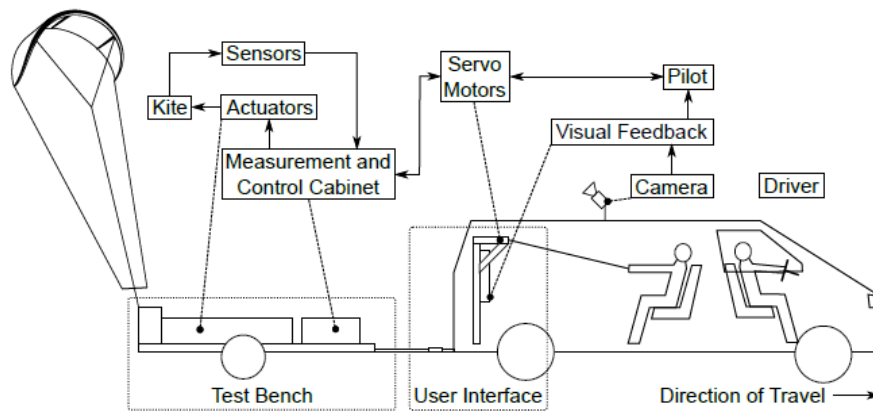 Sensors
Servo
Motors
Pilot
Kite
Actuators
Visual Feedback
Measurement and
Control Cabinet
Camera
Driver
Test Bench
User Interface
Direction of Travel